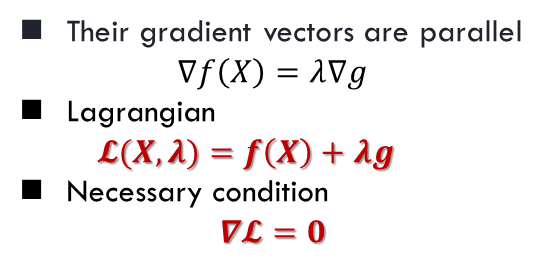 ■ Their gradient vectors are parallel
∇f(X) = λ∇g
■ Lagrangian
ℒ(X, λ) = f(X) + λg
■ Necessary condition
∇ℒ = 0